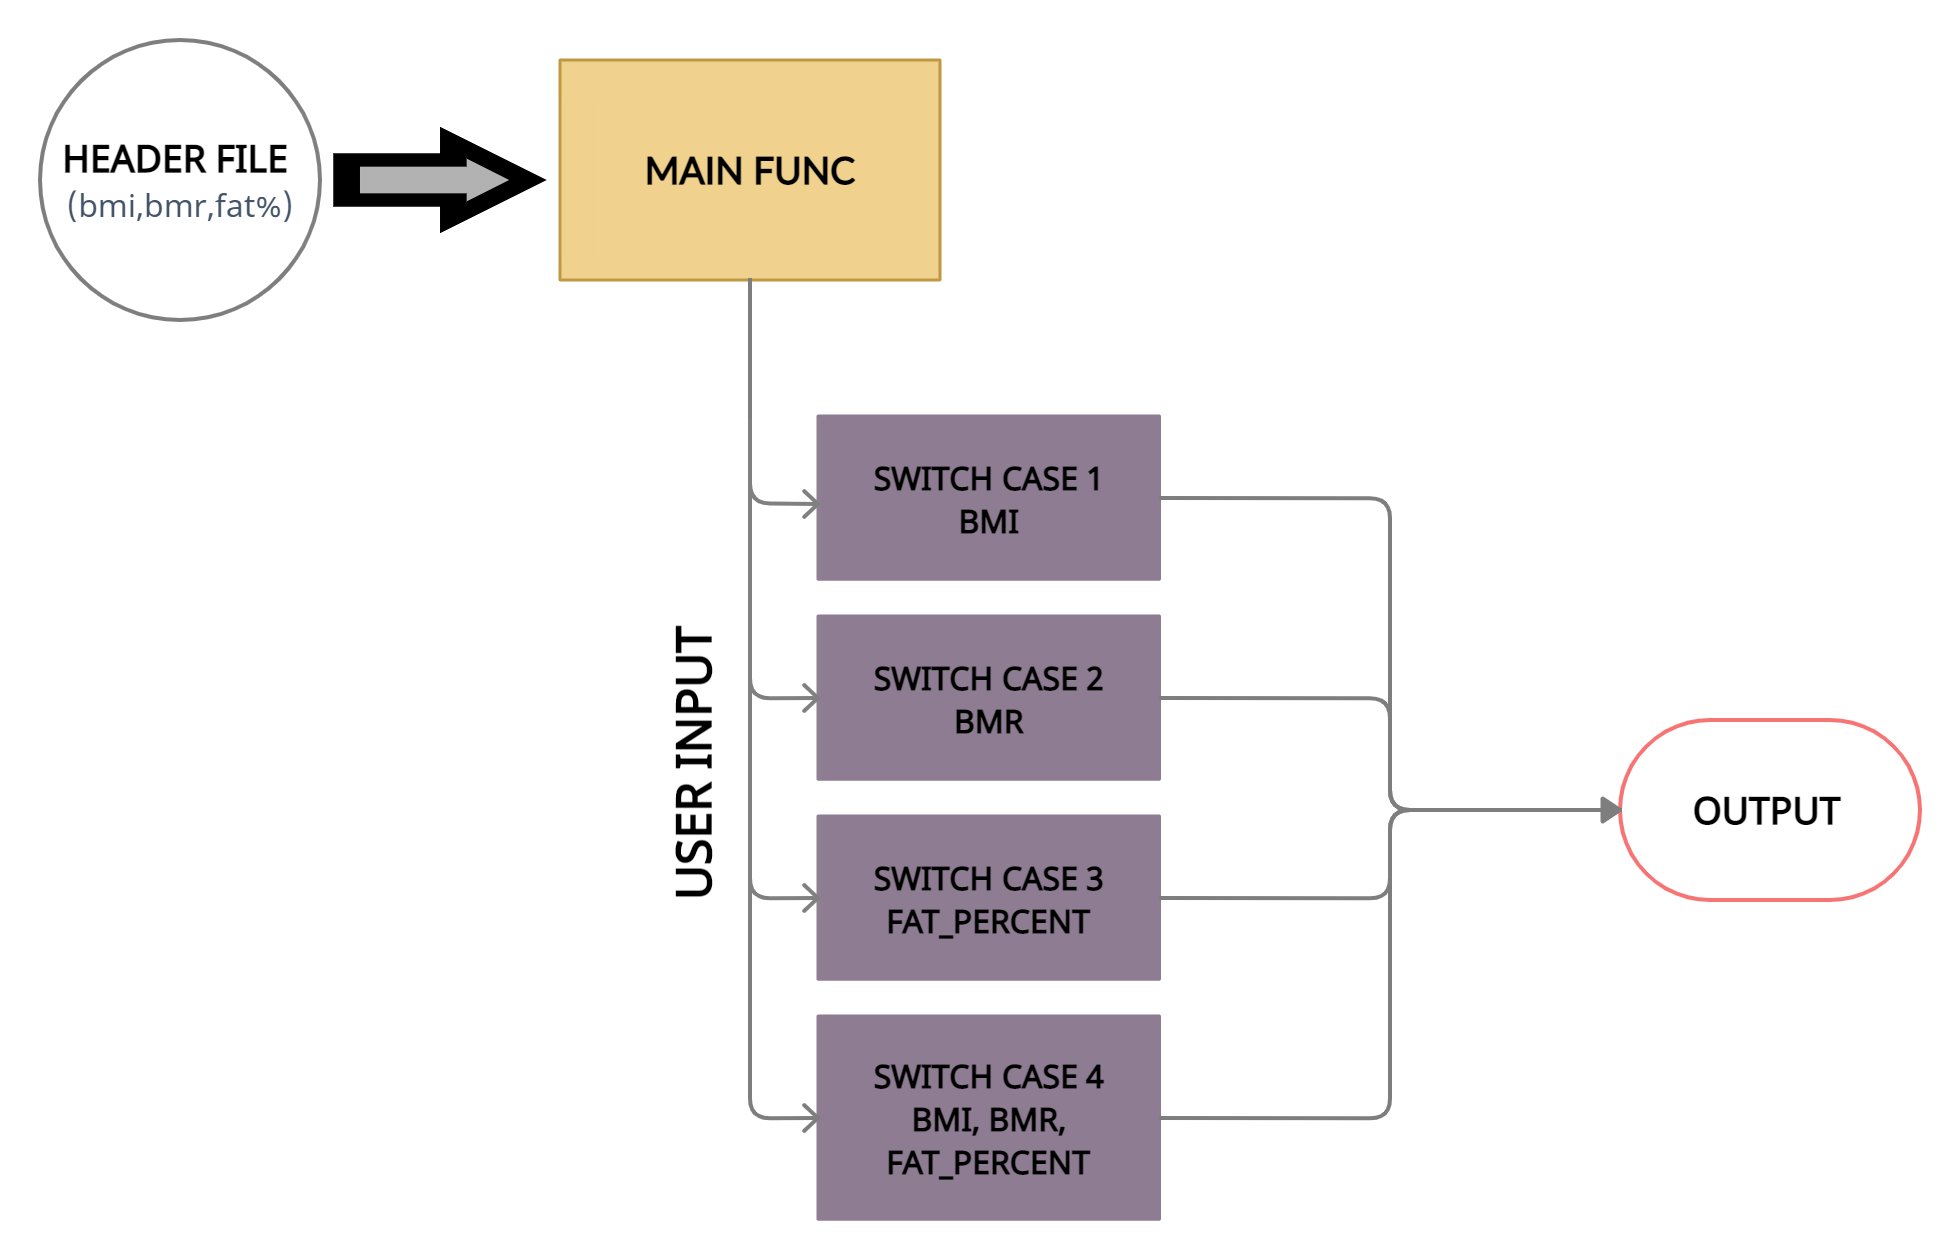 HEADER FILE
(bmi,bmr,fat%)
MAIN FUNC
USER INPUT
SWITCH CASE 1
BMI
SWITCH CASE 2
BMR
SWITCH CASE 3
FAT_PERCENT
SWITCH CASE 4
BMI, BMR,
FAT_PERCENT
OUTPUT